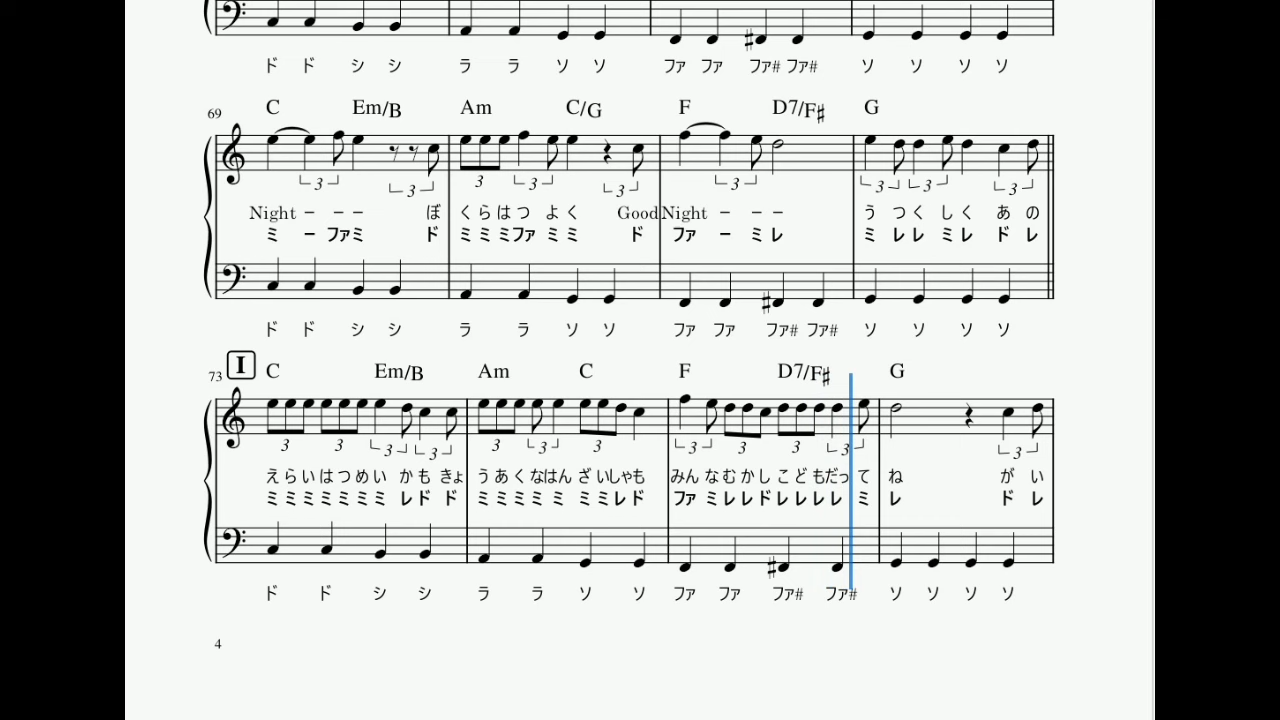 ド ド シ シ ラ ラ ソ ソ ファ ファ ファ# ファ# ソ ソ ソ ソ
69 C Em/B Am C/G F D7/F♯ G
3 3 3 3 3 3 3 3 3 3
Night – – – ぼ く ら は つ よ く Good Night – – – う つ く し く あ の
ミ – ファ ミ ド ミ ミ ミ ファ ミ ミ ド ファ – ミ レ ミ レ レ ミ レ ド レ
ド ド シ シ ラ ラ ソ ソ ファ ファ ファ# ファ# ソ ソ ソ ソ
73 I C Em/B Am C F D7/F♯ G
3 3 3 3 3 3 3 3 3 3 3 3
え ら い は つ め い か も きょ う あ く な は ん ざ い しゃ も みん な む か し こ ど も だっ て ね が い
ミ ミ ミ ミ ミ ミ ミ レ ド ド ミ ミ ミ ミ ミ ミ ミ レ ド ファ ミ レ レ ド レ レ レ レ ミ レ ド レ
ド ド シ シ ラ ラ ソ ソ ファ ファ ファ# ファ# ソ ソ ソ ソ
4